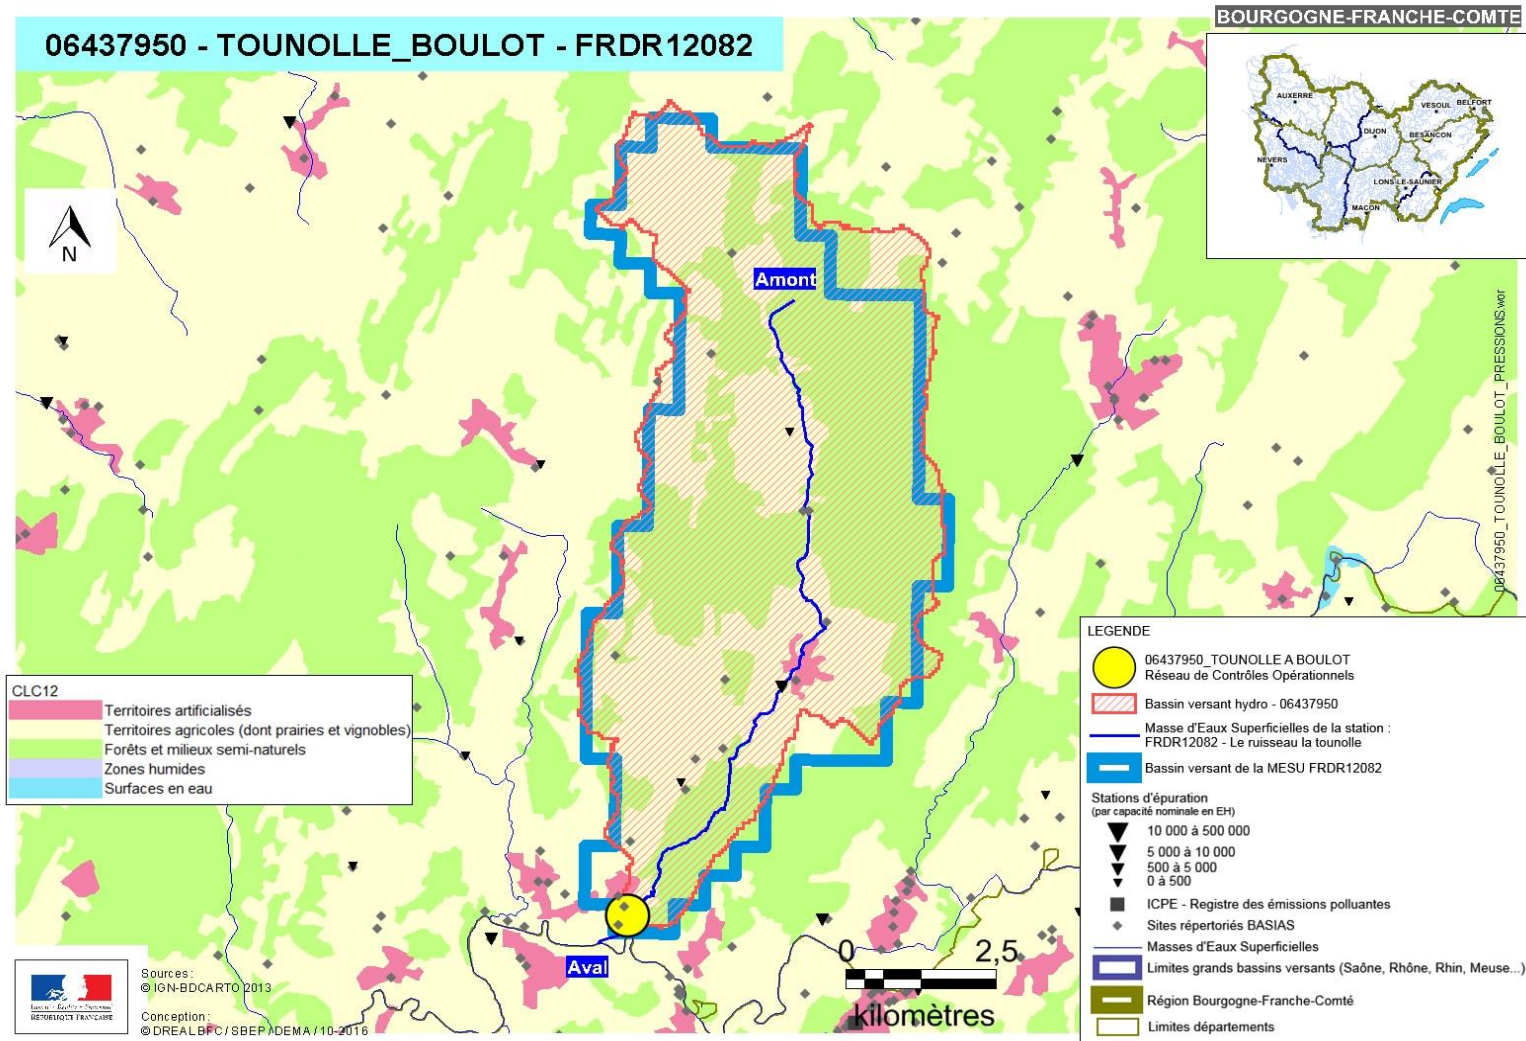 BOURGOGNE-FRANCHE-COMTE
06437950 - TOUNOLLE_BOULOT - FRDR12082
AUXERRE
VESOUL
BELFORT
DIJON
BESANCON
NEVERS
LONS-LE-SAUNIER
MACON
N
Amont
06437950_TOUNOLLE_BOULOT_PRESSIONS.wor
CLC12
Territoires artificialisés
Territoires agricoles (dont prairies et vignobles)
Forêts et milieux semi-naturels
Zones humides
Surfaces en eau
LEGENDE
06437950_TOUNOLLE A BOULOT
Réseau de Contrôles Opérationnels
Bassin versant hydro - 06437950
Masse d'Eaux Superficielles de la station :
FRDR12082 - Le ruisseau la tounolle
Bassin versant de la MESU FRDR12082
Stations d'épuration
(par capacité nominale en EH)
10 000 à 500 000
5 000 à 10 000
500 à 5 000
0 à 500
ICPE - Registre des émissions polluantes
Sites répertoriés BASIAS
Masses d'Eaux Superficielles
Limites grands bassins versants (Saône, Rhône, Rhin, Meuse...)
Région Bourgogne-Franche-Comté
Limites départements
Aval
0 2,5
kilomètres
Liberté • Égalité • Fraternité
RÉPUBLIQUE FRANÇAISE
Sources :
© IGN-BDCARTO 2013
Conception :
© DREALBFC / SBEP / DEMA / 10-2016